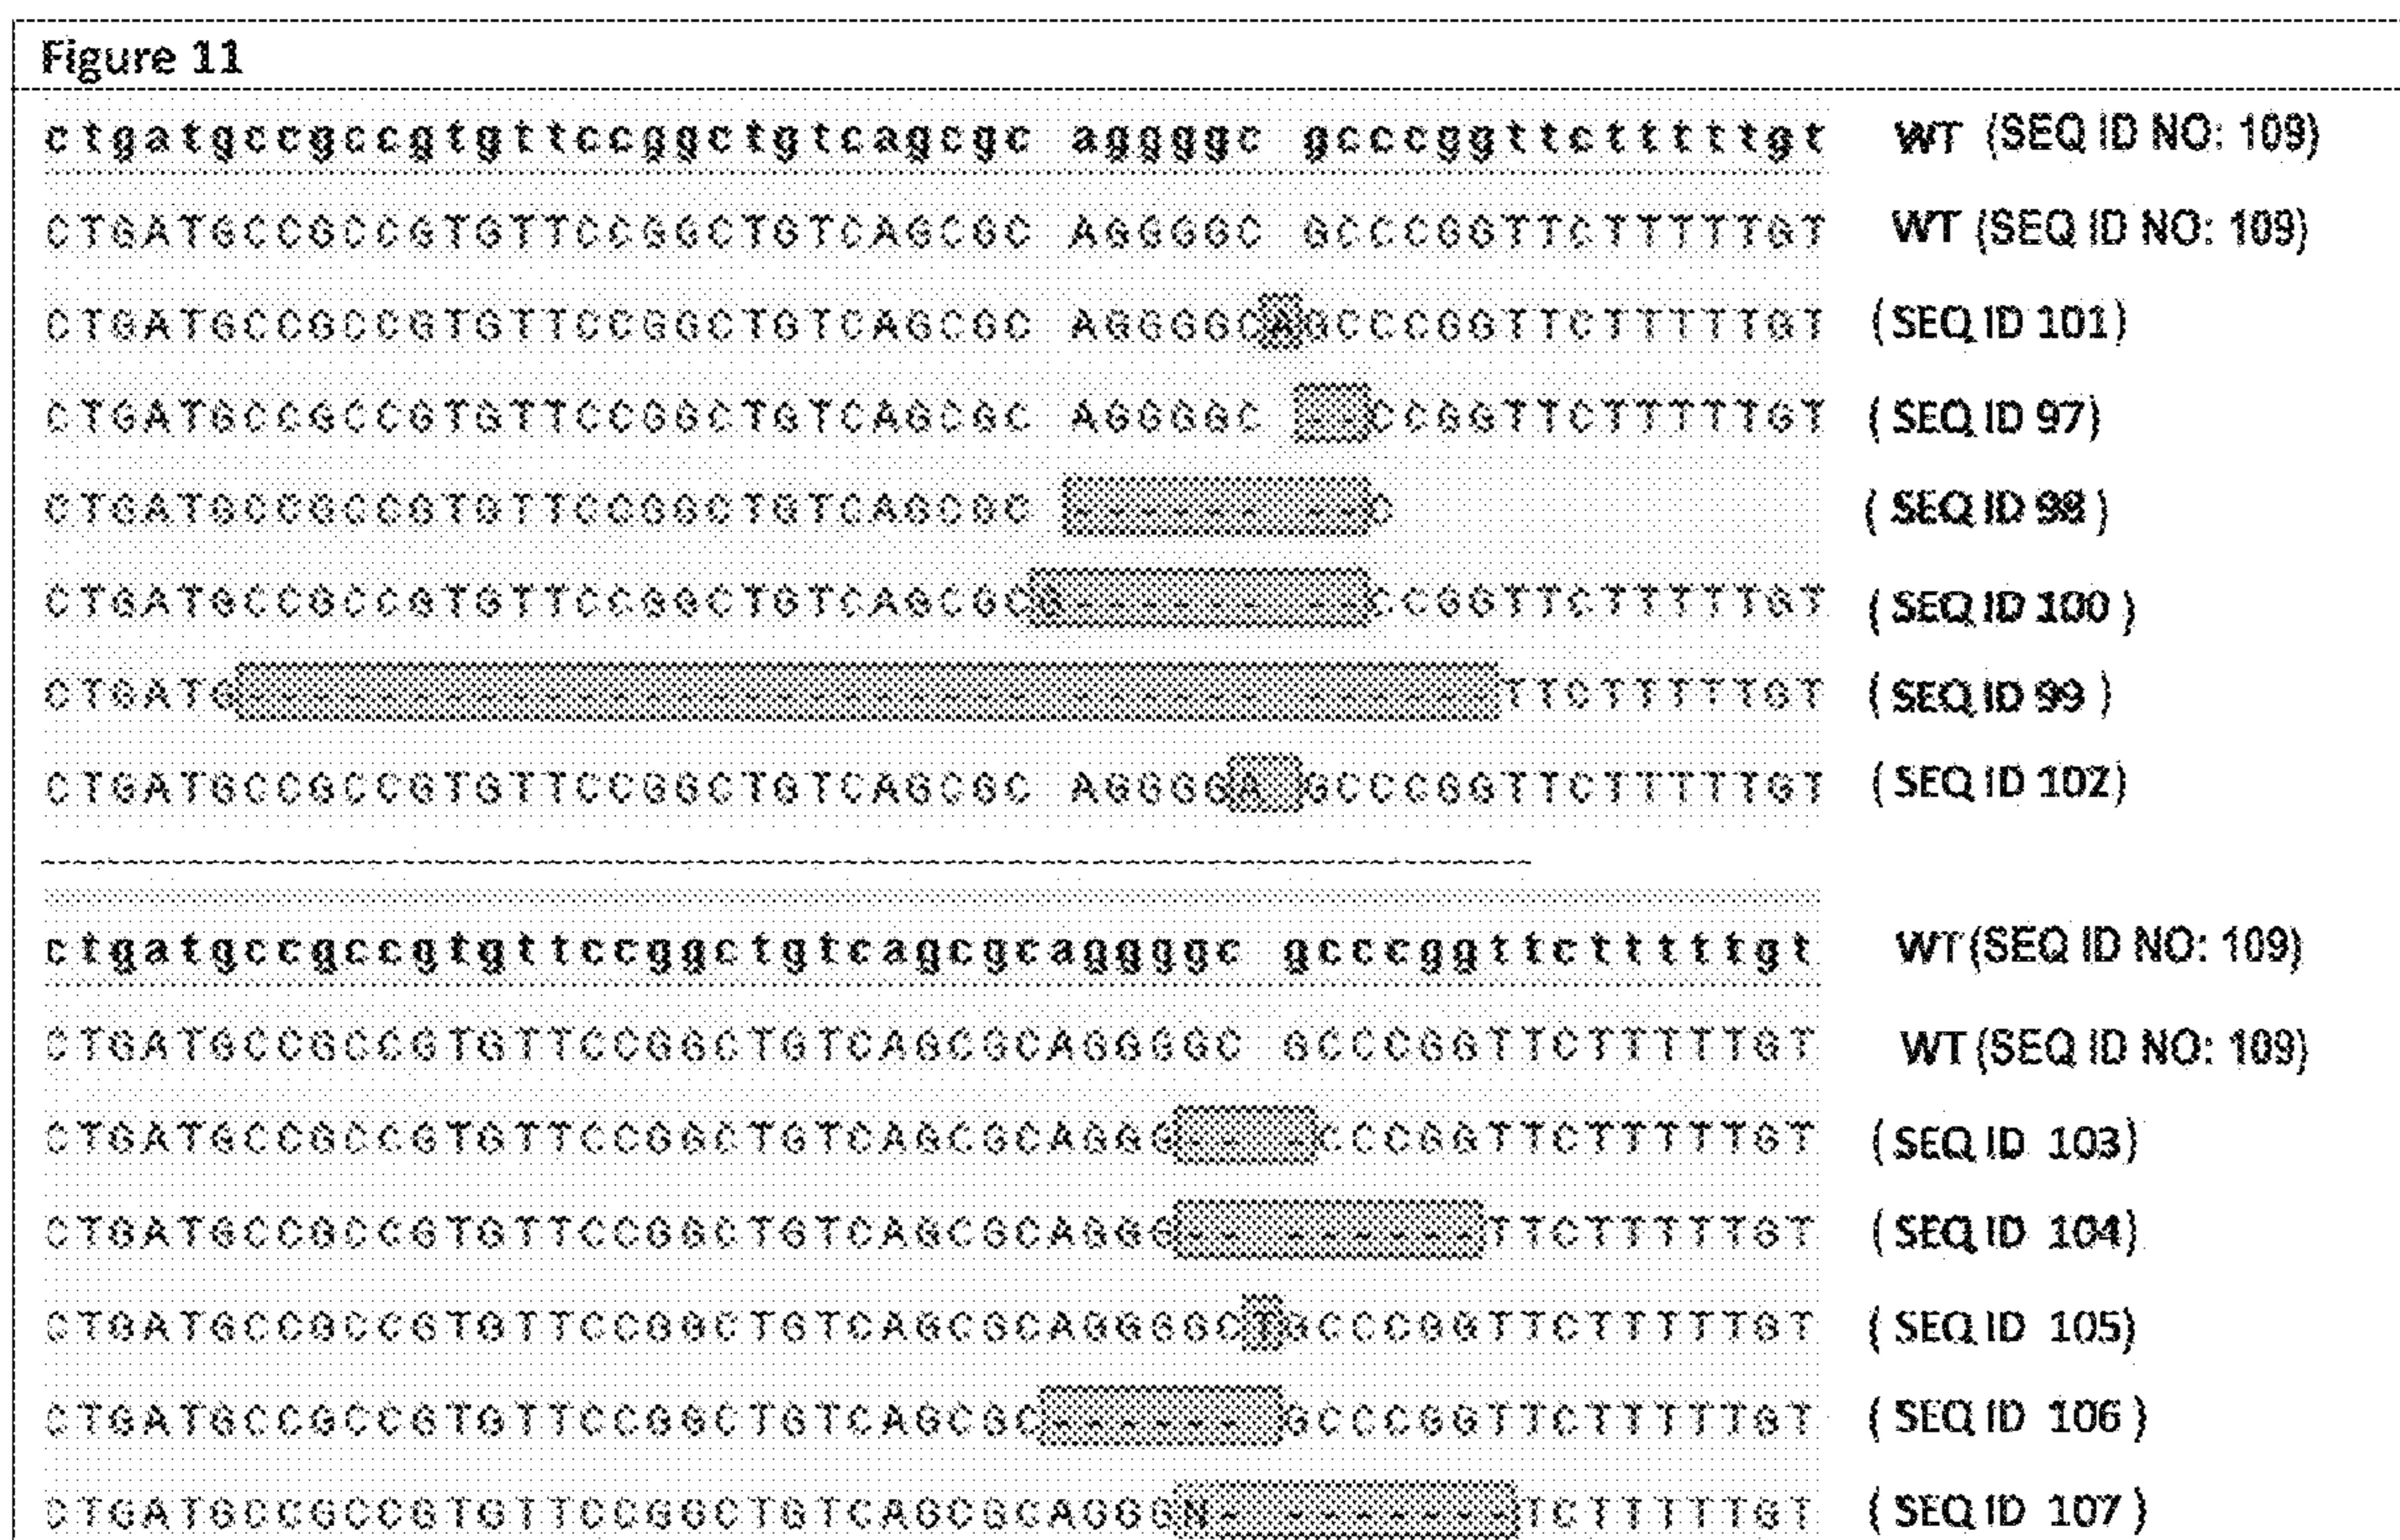 Figure 11
ctgatgccgccgtgttccggctgtcagcgc aggggc gcccggttctttttgt WT (SEQ ID NO: 109)
CTGATGCCGCCGTGTTCCGGCTGTCAGCGC AGGGGC GCCCGGTTCTTTTTGT WT (SEQ ID NO: 109)
CTGATGCCGCCGTGTTCCGGCTGTCAGCGC AGGGGCAGCCCGGTTCTTTTTGT (SEQ ID 101)
CTGATGCCGCCGTGTTCCGGCTGTCAGCGC AGGGGC --CCGGTTCTTTTTGT (SEQ ID 97)
CTGATGCCGCCGTGTTCCGGCTGTCAGCGC ------ --C (SEQ ID 98)
CTGATGCCGCCGTGTTCCGGCTGTCAGCGCG------ --CCGGTTCTTTTTGT (SEQ ID 100)
CTGATG------------------------ ------ ------TTCTTTTTGT (SEQ ID 99)
CTGATGCCGCCGTGTTCCGGCTGTCAGCGC AGGGGA GCCCGGTTCTTTTTGT (SEQ ID 102)
ctgatgccgccgtgttccggctgtcagcgcaggggc gcccggttctttttgt WT (SEQ ID NO: 109)
CTGATGCCGCCGTGTTCCGGCTGTCAGCGCAGGGGC GCCCGGTTCTTTTTGT WT (SEQ ID NO: 109)
CTGATGCCGCCGTGTTCCGGCTGTCAGCGCAGGG-- -CCCGGTTCTTTTTGT (SEQ ID 103)
CTGATGCCGCCGTGTTCCGGCTGTCAGCGCAGGG-- ------TTCTTTTTGT (SEQ ID 104)
CTGATGCCGCCGTGTTCCGGCTGTCAGCGCAGGGGCTGCCCGGTTCTTTTTGT (SEQ ID 105)
CTGATGCCGCCGTGTTCCGGCTGTCAGCGC------ GCCCGGTTCTTTTTGT (SEQ ID 106)
CTGATGCCGCCGTGTTCCGGCTGTCAGCGCAGGGN- -------TCTTTTTGT (SEQ ID 107)